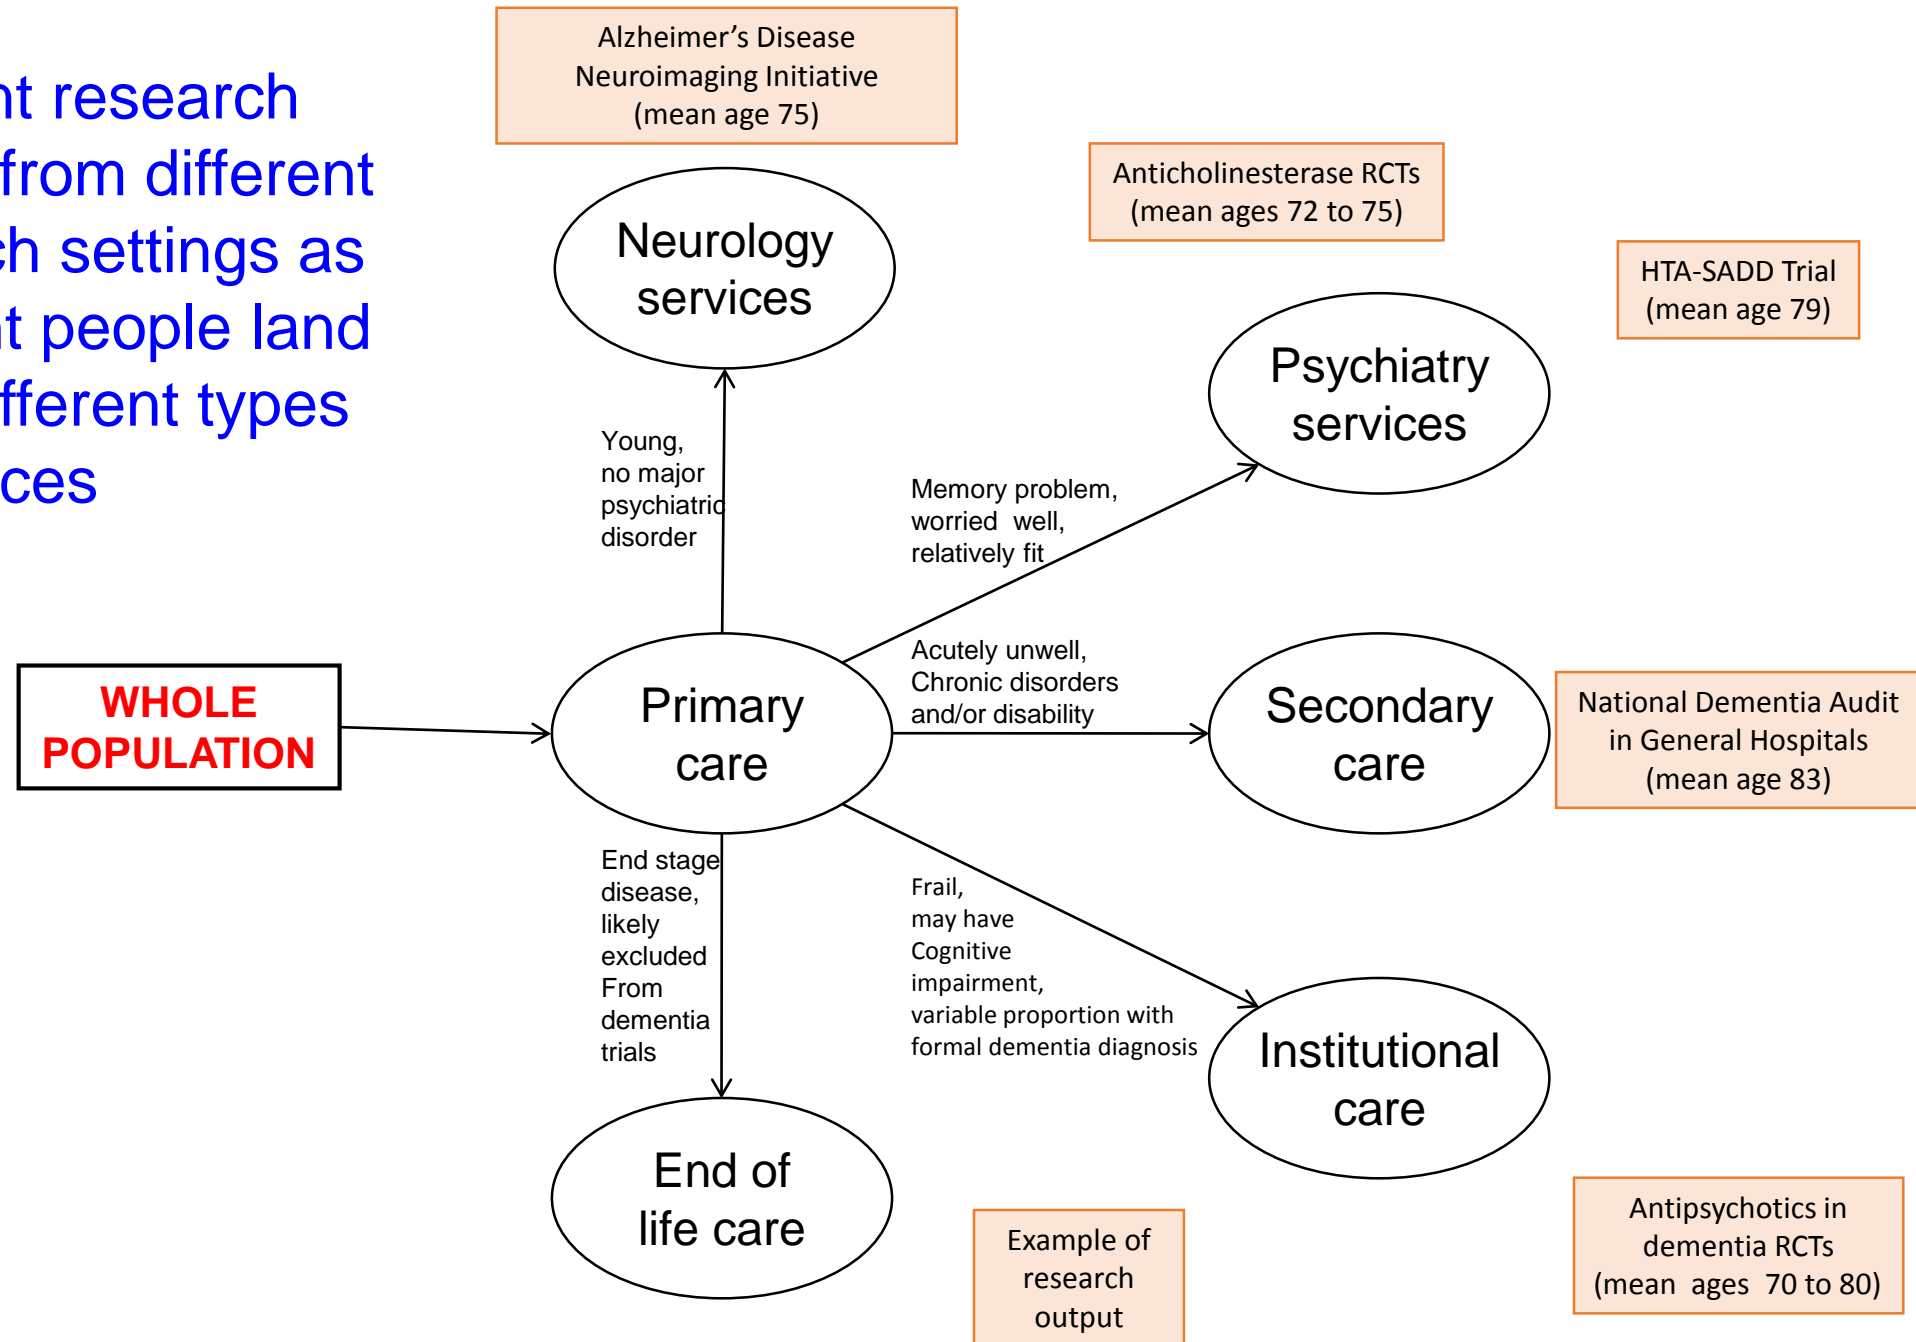 Alzheimer’s Disease
Neuroimaging Initiative
(mean age 75)
research
from different
settings as
people land
types
Anticholinesterase RCTs
(mean ages 72 to 75)
HTA-SADD Trial
(mean age 79)
Neurology
services
Psychiatry
services
Young,
no major
psychiatric
disorder
Memory problem,
worried  well,
relatively fit
WHOLE
POPULATION
Primary
care
Acutely unwell,
Chronic disorders
and/or disability
Secondary
care
National Dementia Audit
in General Hospitals
(mean age 83)
End stage
disease,
likely
excluded
From
dementia
trials
Frail,
may have
Cognitive
impairment,
variable proportion with
formal dementia diagnosis
Institutional
care
End of
life care
Example of
research
output
Antipsychotics in
dementia RCTs
(mean  ages  70 to 80)